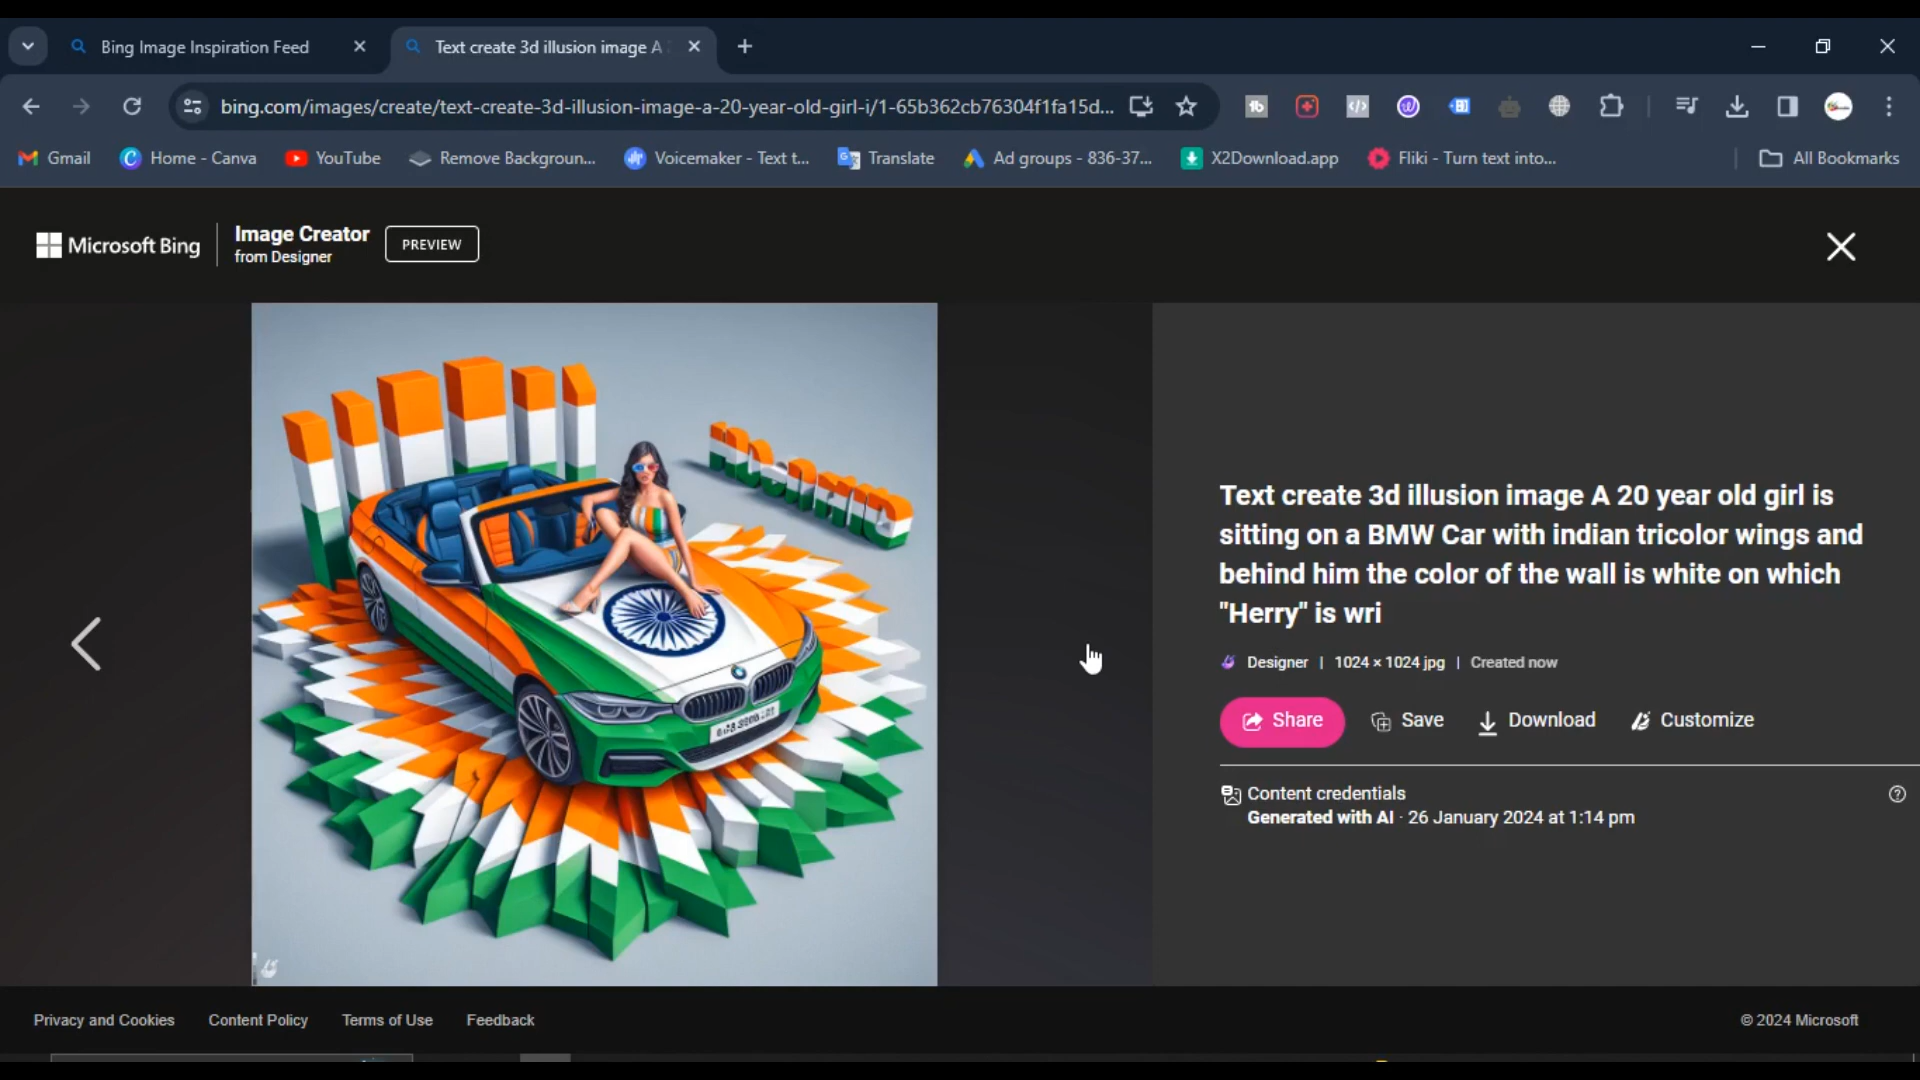 Bing Image Inspiration Feed
Text create 3d illusion image A
bing.com/images/create/text-create-3d-illusion-image-a-20-year-old-girl-i/1-65b362cb76304f1fa15d...
Gmail
Home - Canva
YouTube
Remove Backgroun...
Voicemaker - Text t...
Translate
Ad groups - 836-37...
X2Download.app
Fliki - Turn text into...
All Bookmarks
Microsoft Bing
Image Creator
from Designer
PREVIEW
Text create 3d illusion image A 20 year old girl is
sitting on a BMW Car with indian tricolor wings and
behind him the color of the wall is white on which
"Herry" is wri
Designer | 1024 × 1024 jpg | Created now
Share
Save
Download
Customize
Content credentials
Generated with AI · 26 January 2024 at 1:14 pm
Privacy and Cookies
Content Policy
Terms of Use
Feedback
© 2024 Microsoft